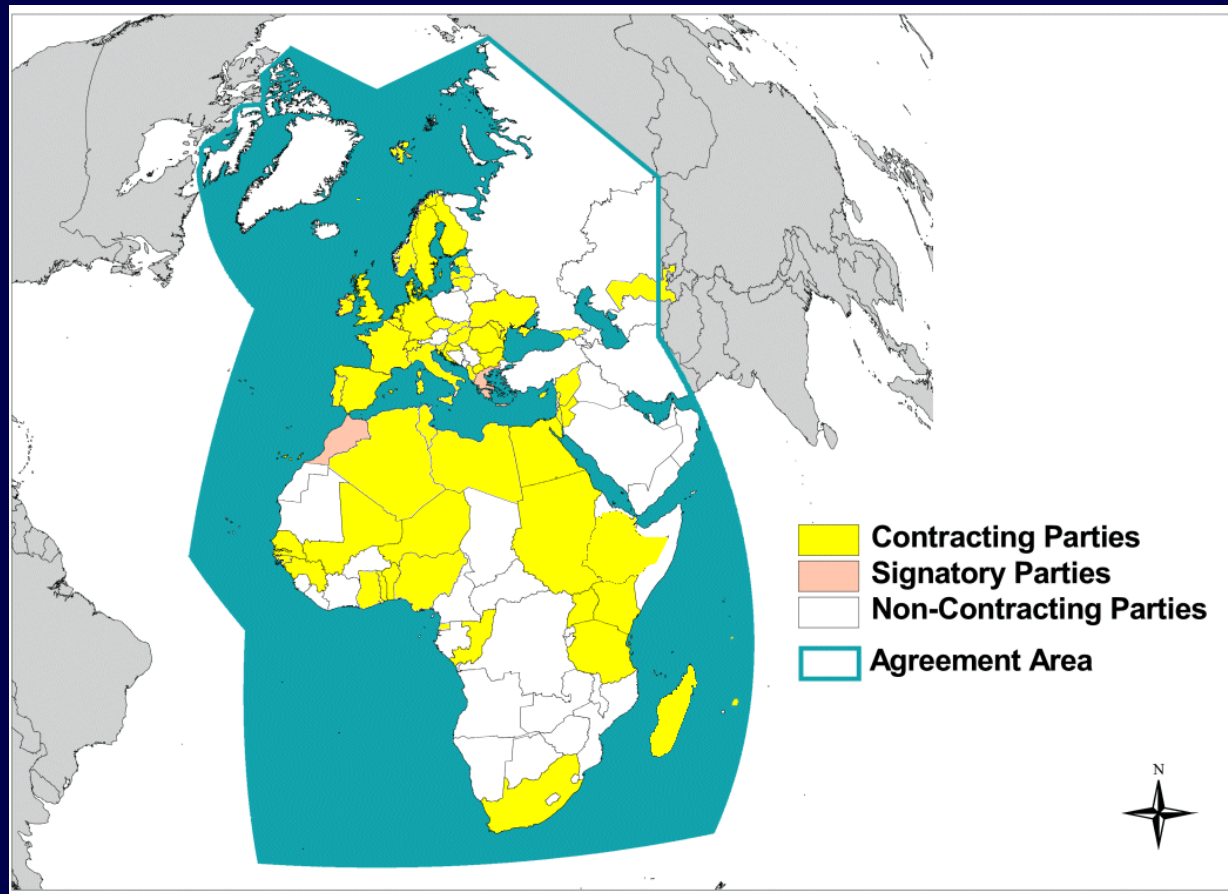 Contracting Parties
Signatory Parties
Non-Contracting Parties
Agreement Area
N